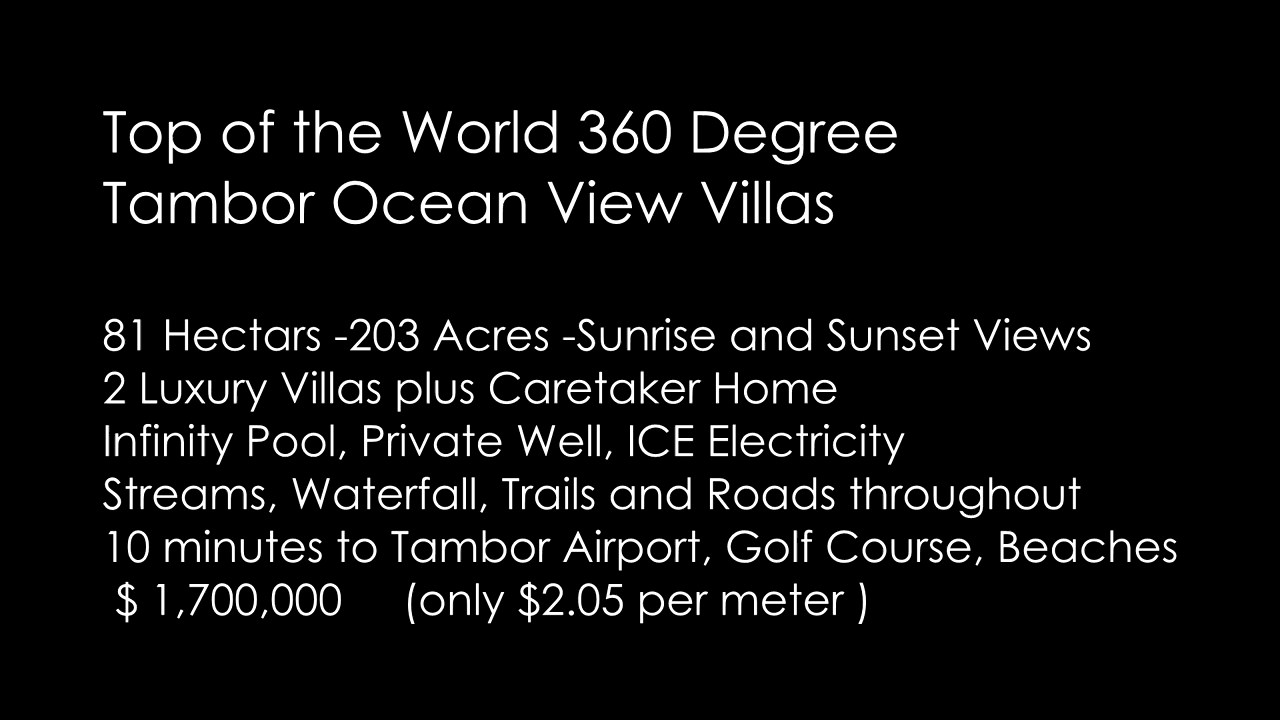 Top of the World 360 Degree
Tambor Ocean View Villas
81 Hectars -203 Acres -Sunrise and Sunset Views
2 Luxury Villas plus Caretaker Home
Infinity Pool, Private Well, ICE Electricity
Streams, Waterfall, Trails and Roads throughout
10 minutes to Tambor Airport, Golf Course, Beaches
$ 1,700,000 (only $2.05 per meter )